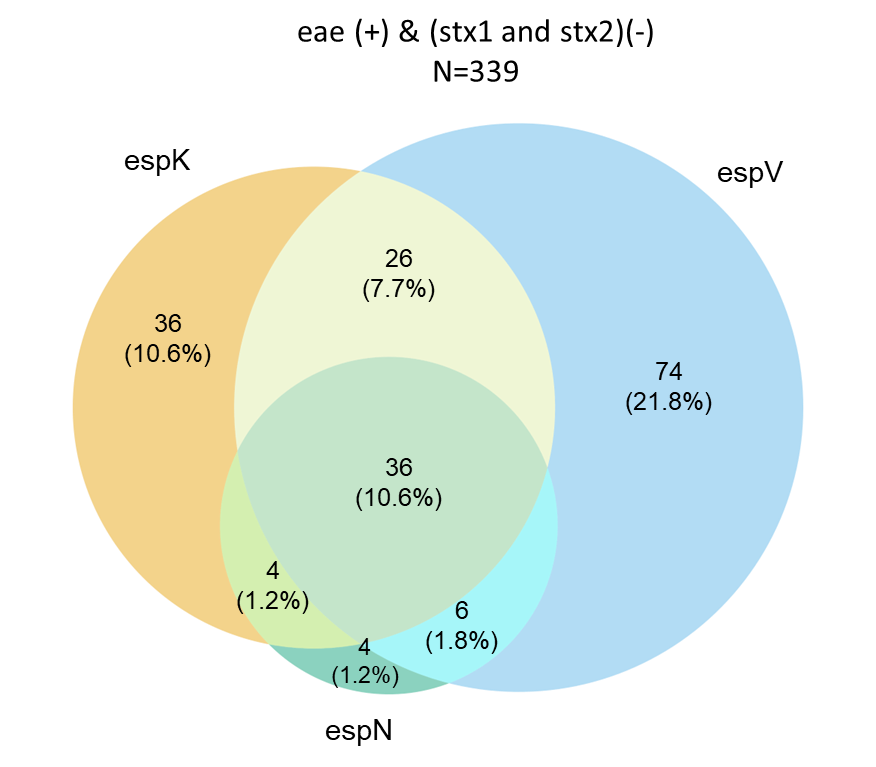 eae (+) & (stx1 and stx2)(-)
N=339
espK
espV
26
(7.7%)
36
(10.6%)
74
(21.8%)
36
(10.6%)
4
(1.2%)
6
(1.8%)
4
(1.2%)
espN